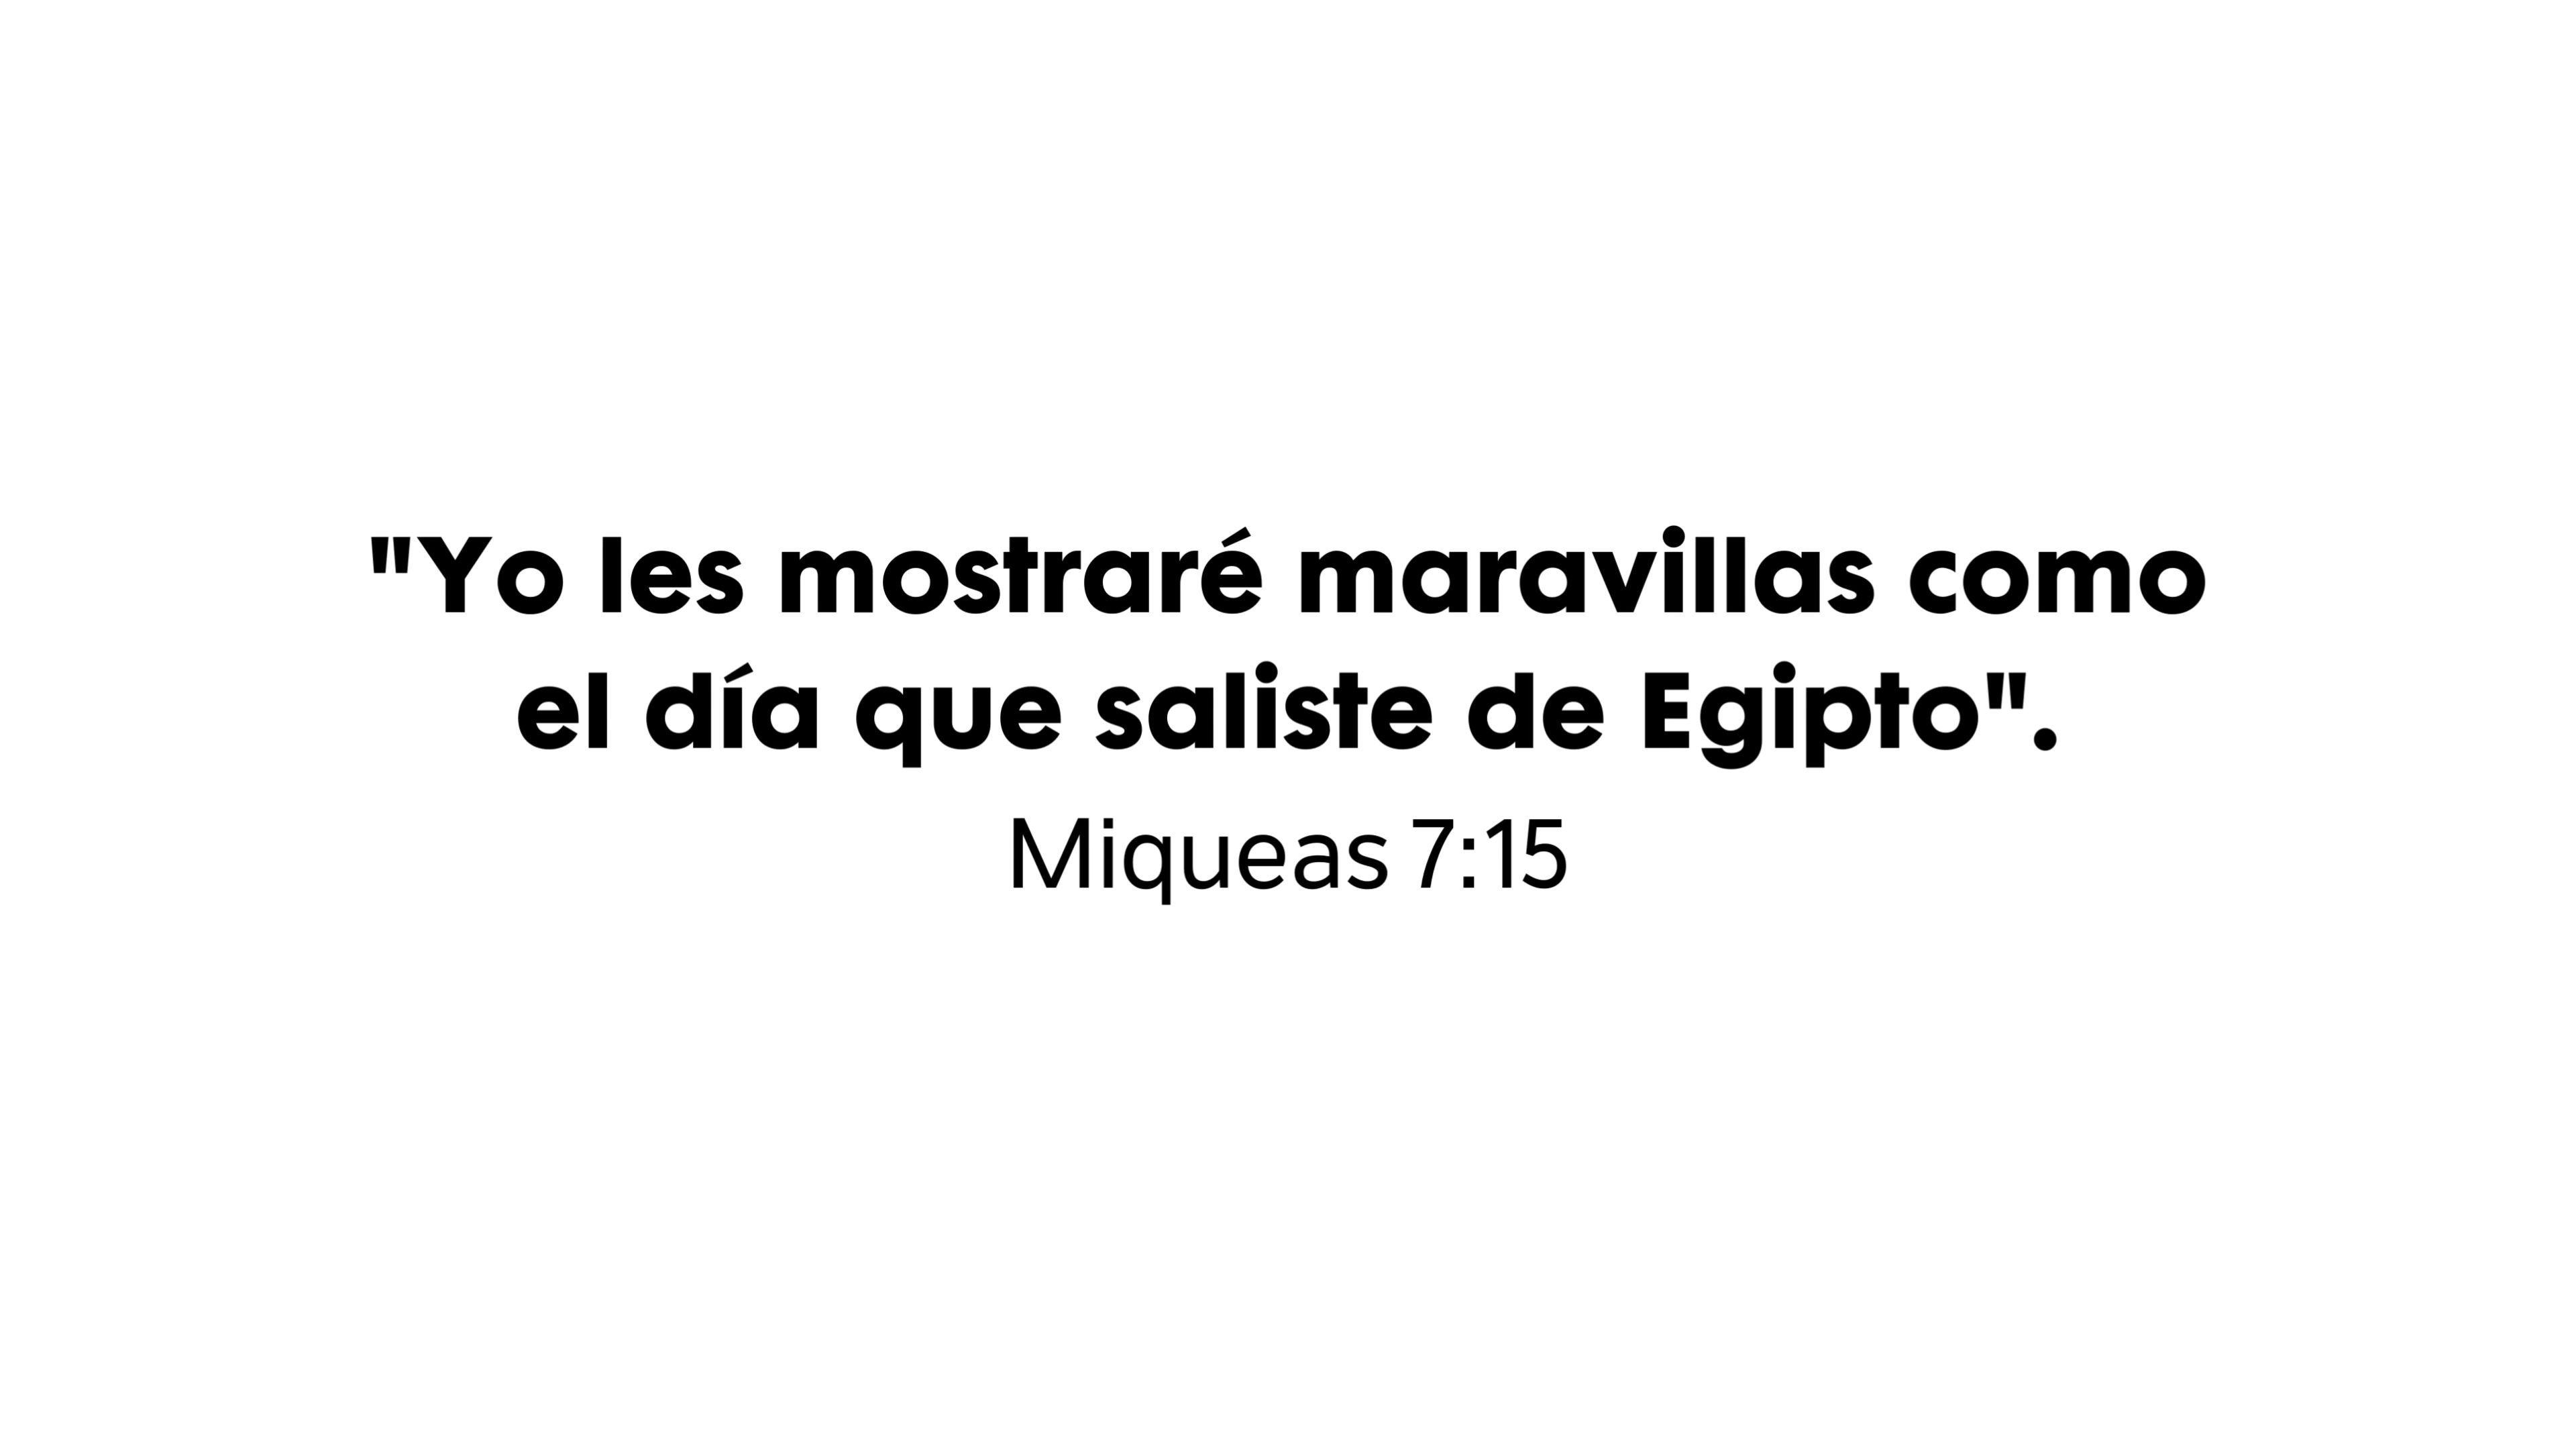 "Yo les mostraré maravillas como
el día que saliste de Egipto".
Miqueas 7:15